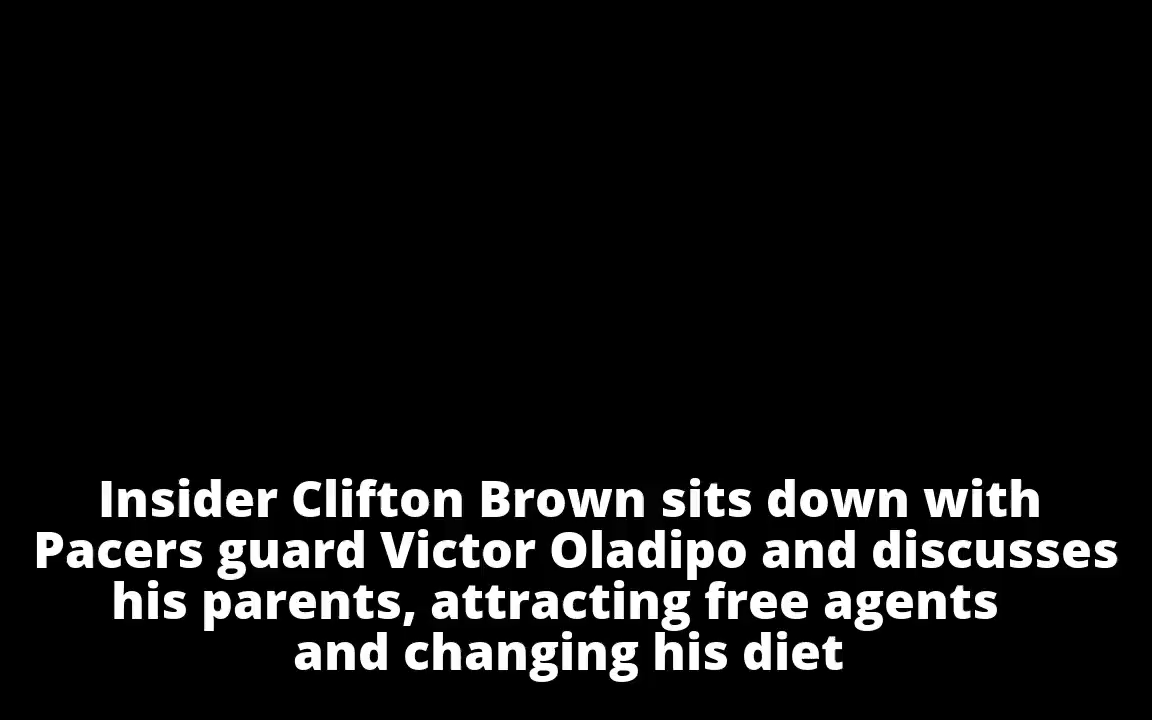 Insider Clifton Brown sits down with
Pacers guard Victor Oladipo and discusses
his parents, attracting free agents
and changing his diet